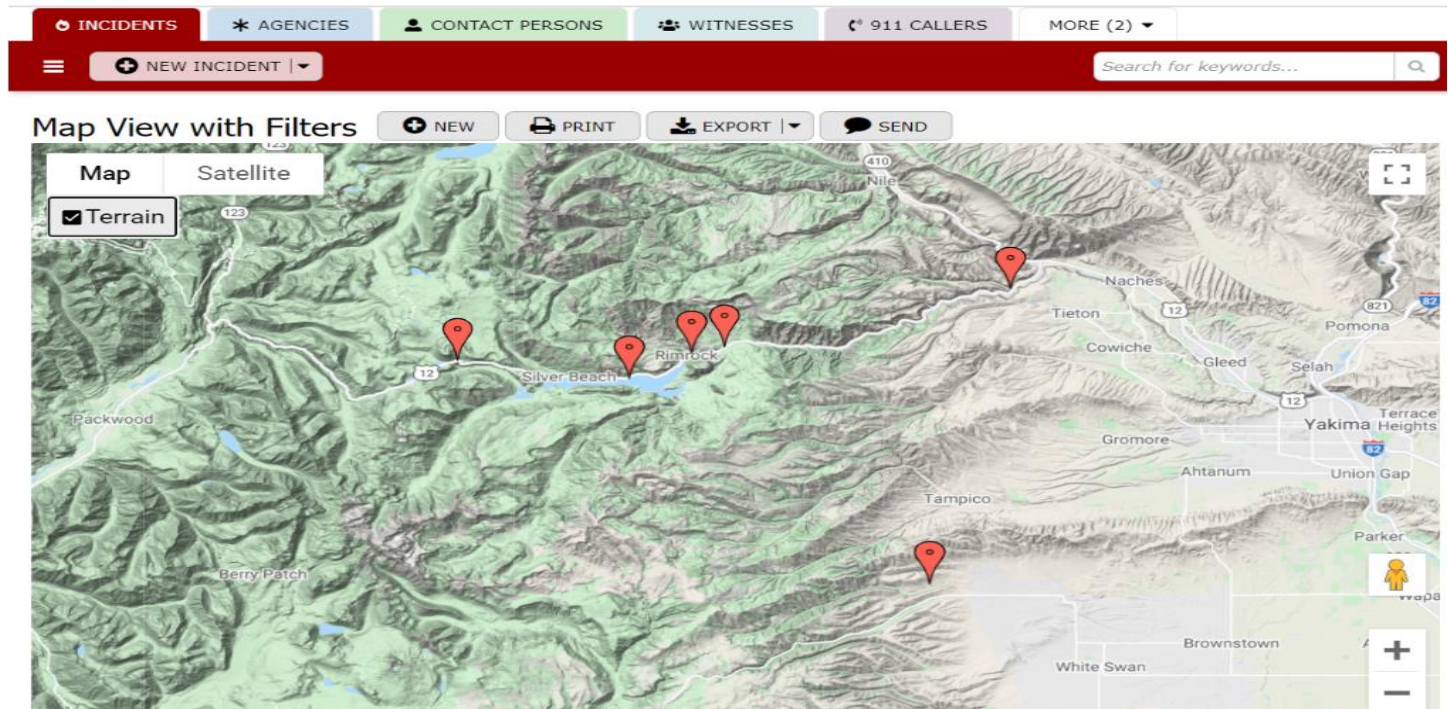 INCIDENTS AGENCIES CONTACT PERSONS WITNESSES 911 CALLERS MORE (2)
NEW INCIDENT Search for keywords...
Map View with Filters NEW PRINT EXPORT SEND
Map Satellite
Terrain
123
123
410
Nile
Naches
12
821
82
Tieton
Pomona
Cowiche
Gleed
Selah
Rimrock
Silver Beach
12
12
Packwood
Yakima
Terrace
Heights
Gromore
82
Ahtanum
Union Gap
Tampico
Parker
Berry Patch
Wapa
Brownstown
White Swan